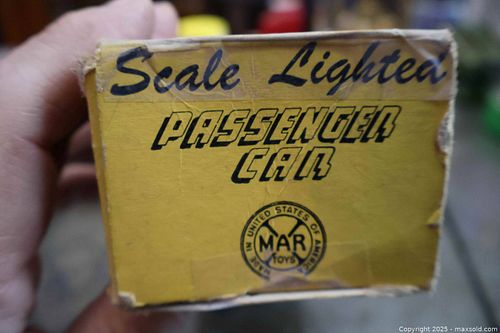 Scale Lighted
PASSENGER
CAR
MADE IN UNITED STATES OF AMERICA
MAR
TOYS
Copyright © 2025 - maxsold.com